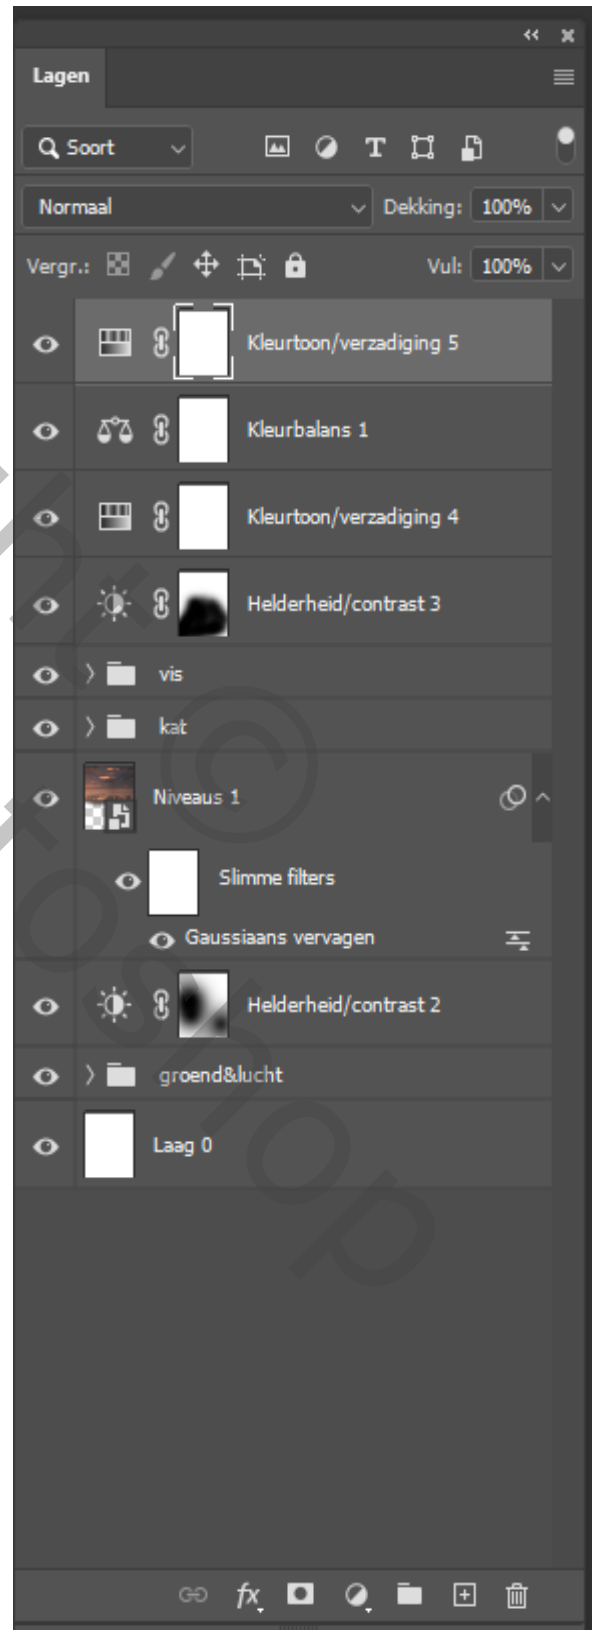 Lagen
Soort
Normaal Dekking: 100%
Vergr.: Vul: 100%
Kleurtoon/verzadiging 5
Kleurbalans 1
Kleurtoon/verzadiging 4
Helderheid/contrast 3
vis
kat
Niveaus 1
Slimme filters
Gaussiaans vervagen
Helderheid/contrast 2
groend&lucht
Laag 0
fx